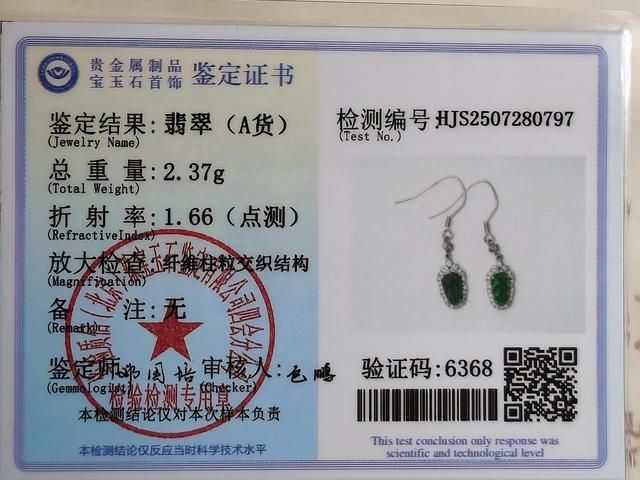 贵金属制品
宝玉石首饰 鉴定证书
鉴定结果：翡翠（A货）
(Jewelry Name)
总重量：2.37g
(Total Weight)
折射率：1.66（点测）
(RefractiveIndex)
放大检查：纤维柱粒交织结构
(Magnification)
备注：无
(Remark)
鉴定师 邓国培 审核人：毛鹏
(Gemmologist) (Checker)
检验检测专用章
本检测结论仅对本次样本负责
本检测结论仅反应当时科学技术水平
检测编号：HJS2507280797
(Test No.)
验证码：6368
This test conclusion only response was
scientific and technological level